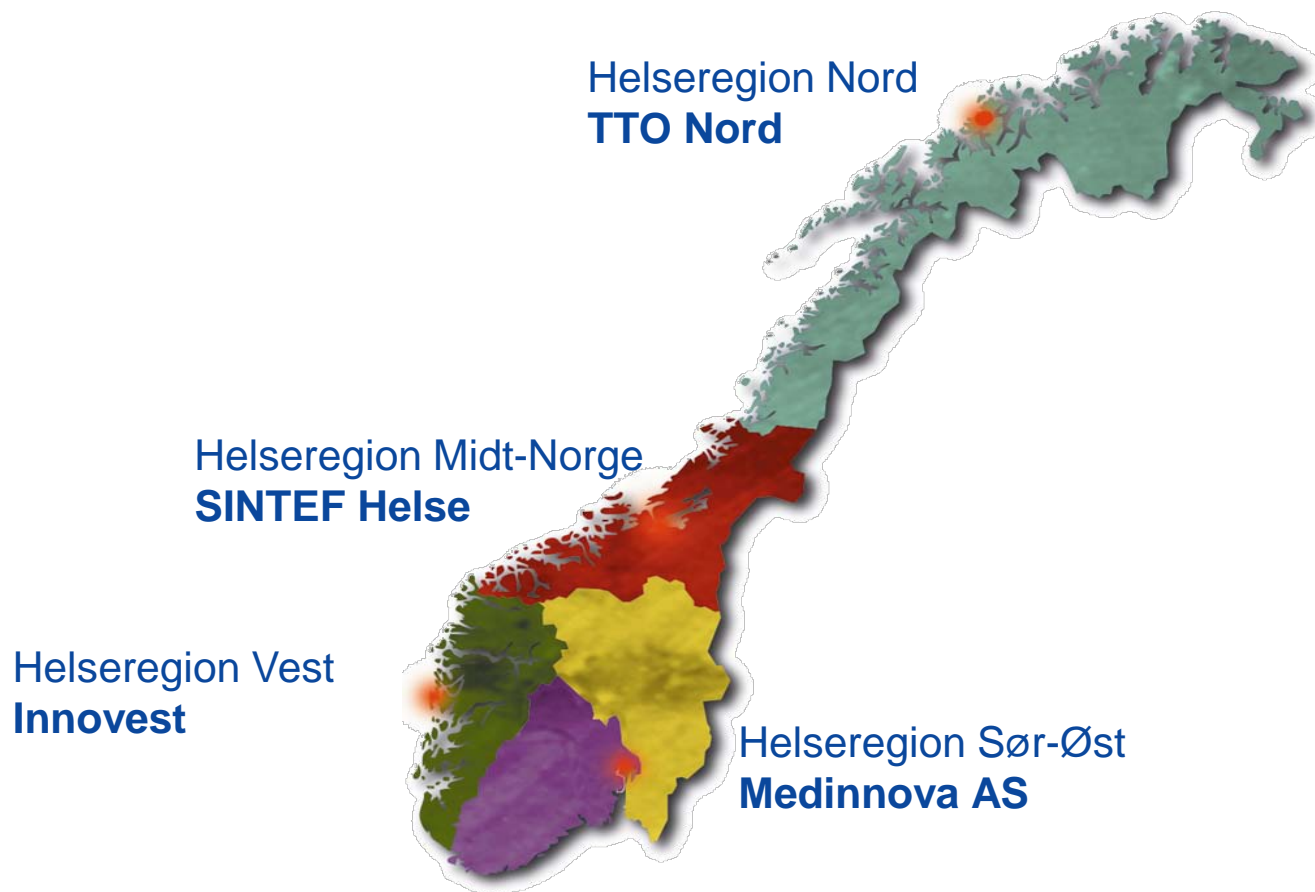 Helseregion Nord
TTO Nord
Helseregion Midt-Norge
SINTEF Helse
Helseregion Vest
Innovest
Helseregion Sør-Øst
Medinnova AS